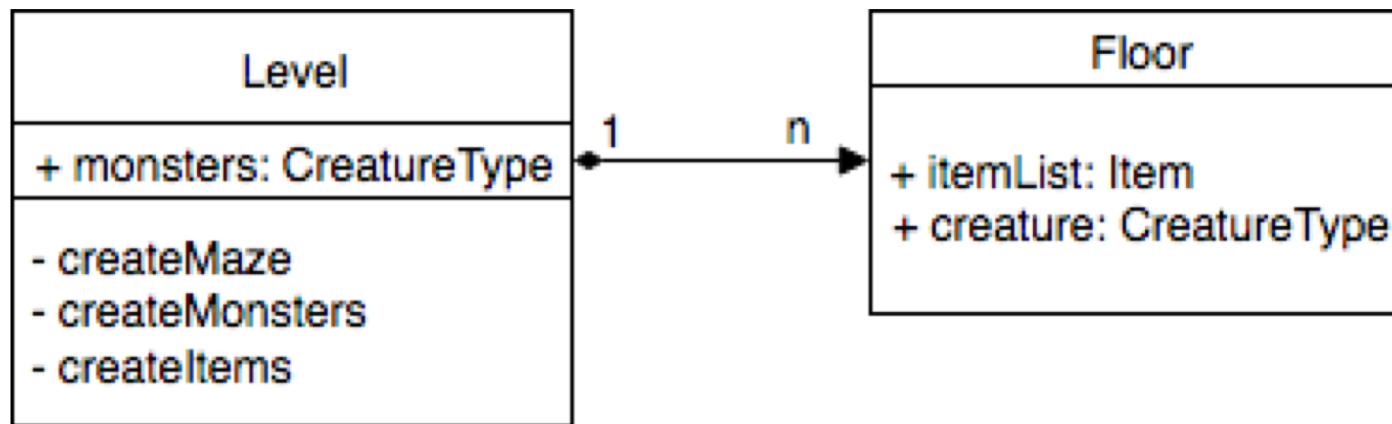 Level
+ monsters: CreatureType
- createMaze
- createMonsters
- createItems
1
n
Floor
+ itemList: Item
+ creature: CreatureType